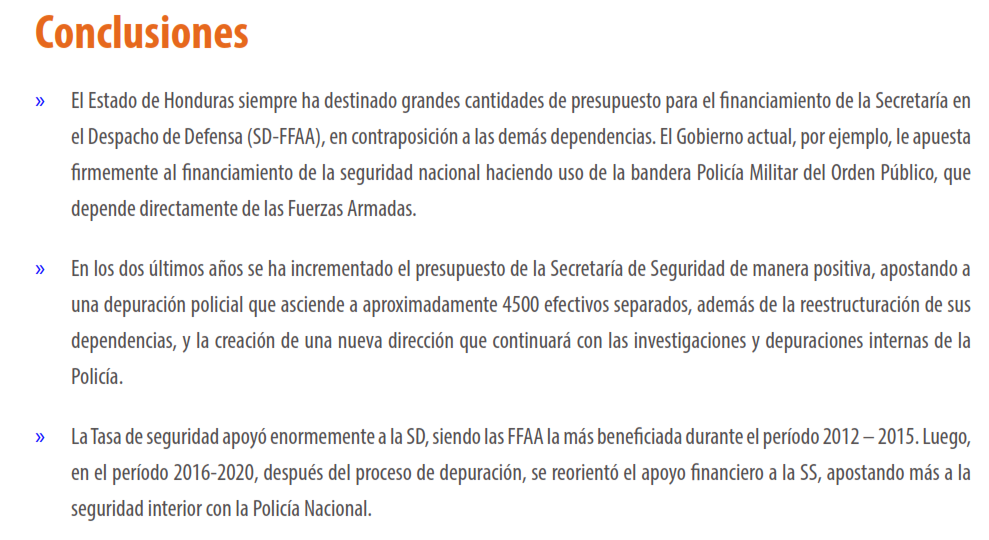 Conclusiones
» El Estado de Honduras siempre ha destinado grandes cantidades de presupuesto para el financiamiento de la Secretaría en
el Despacho de Defensa (SD-FFAA), en contraposición a las demás dependencias. El Gobierno actual, por ejemplo, le apuesta
firmemente al financiamiento de la seguridad nacional haciendo uso de la bandera Policía Militar del Orden Público, que
depende directamente de las Fuerzas Armadas.
» En los dos últimos años se ha incrementado el presupuesto de la Secretaría de Seguridad de manera positiva, apostando a
una depuración policial que asciende a aproximadamente 4500 efectivos separados, además de la reestructuración de sus
dependencias, y la creación de una nueva dirección que continuará con las investigaciones y depuraciones internas de la
Policía.
» La Tasa de seguridad apoyó enormemente a la SD, siendo las FFAA la más beneficiada durante el período 2012 – 2015. Luego,
en el período 2016-2020, después del proceso de depuración, se reorientó el apoyo financiero a la SS, apostando más a la
seguridad interior con la Policía Nacional.